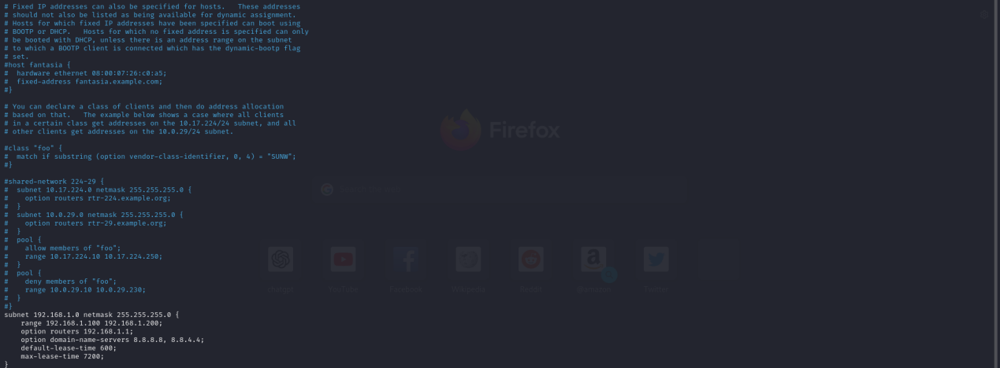 # Fixed IP addresses can also be specified for hosts.   These addresses
# should not also be listed as being available for dynamic assignment.
# Hosts for which fixed IP addresses have been specified can boot using
# BOOTP or DHCP.   Hosts for which no fixed address is specified can only
# be booted with DHCP, unless there is an address range on the subnet
# to which a BOOTP client is connected which has the dynamic-bootp flag
# set.
#host fantasia {
#  hardware ethernet 08:00:07:26:c0:a5;
#  fixed-address fantasia.example.com;
#}
# You can declare a class of clients and then do address allocation
# based on that.   The example below shows a case where all clients
# in a certain class get addresses on the 10.17.224/24 subnet, and all
# other clients get addresses on the 10.0.29/24 subnet.
#class "foo" {
#  match if substring (option vendor-class-identifier, 0, 4) = "SUNW";
#}
#shared-network 224-29 {
#  subnet 10.17.224.0 netmask 255.255.255.0 {
#    option routers rtr-224.example.org;
#  }
#  subnet 10.0.29.0 netmask 255.255.255.0 {
#    option routers rtr-29.example.org;
#  }
#  pool {
#    allow members of "foo";
#    range 10.17.224.10 10.17.224.250;
#  }
#  pool {
#    deny members of "foo";
#    range 10.0.29.10 10.0.29.230;
#  }
#}
subnet 192.168.1.0 netmask 255.255.255.0 {
    range 192.168.1.100 192.168.1.200;
    option routers 192.168.1.1;
    option domain-name-servers 8.8.8.8, 8.8.4.4;
    default-lease-time 600;
    max-lease-time 7200;
}
Firefox